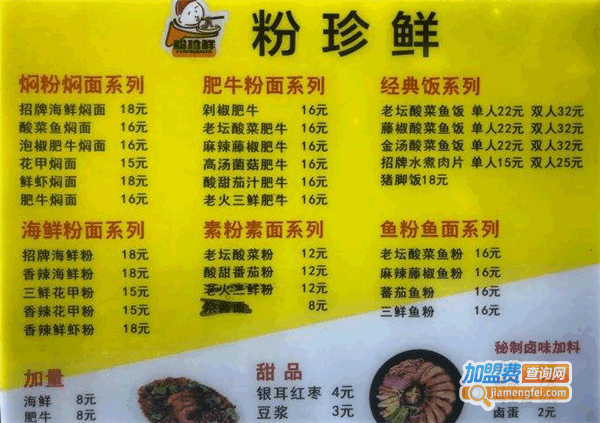 粉珍鲜
粉珍鲜
焖粉焖面系列
招牌海鲜焖面 18元
酸菜鱼焖面 16元
泡椒肥牛焖面 16元
花甲焖面 15元
鲜虾焖面 18元
肥牛焖面 16元
肥牛粉面系列
剁椒肥牛 16元
老坛酸菜肥牛 16元
麻辣藤椒肥牛 16元
高汤菌菇肥牛 16元
酸甜茄汁肥牛 16元
老火三鲜肥牛 16元
经典饭系列
老坛酸菜鱼饭 单人22元 双人32元
藤椒酸菜鱼饭 单人22元 双人32元
金汤酸菜鱼饭 单人22元 双人32元
招牌水煮肉片 单人15元 双人25元
猪脚饭18元
海鲜粉面系列
招牌海鲜粉 18元
香辣海鲜粉 18元
三鲜花甲粉 15元
香辣花甲粉 15元
香辣鲜虾粉 18元
素粉素面系列
老坛酸菜粉 12元
酸甜番茄粉 12元
老火三鲜粉 12元
8元
鱼粉鱼面系列
老坛酸菜鱼粉 16元
麻辣藤椒鱼粉 16元
蕃茄鱼粉 16元
三鲜鱼粉 16元
加量
海鲜 8元
肥牛 8元
甜品
银耳红枣 4元
豆浆 3元
秘制卤味加料
加盟费查询网
jiamengfei.com
卤蛋 2元